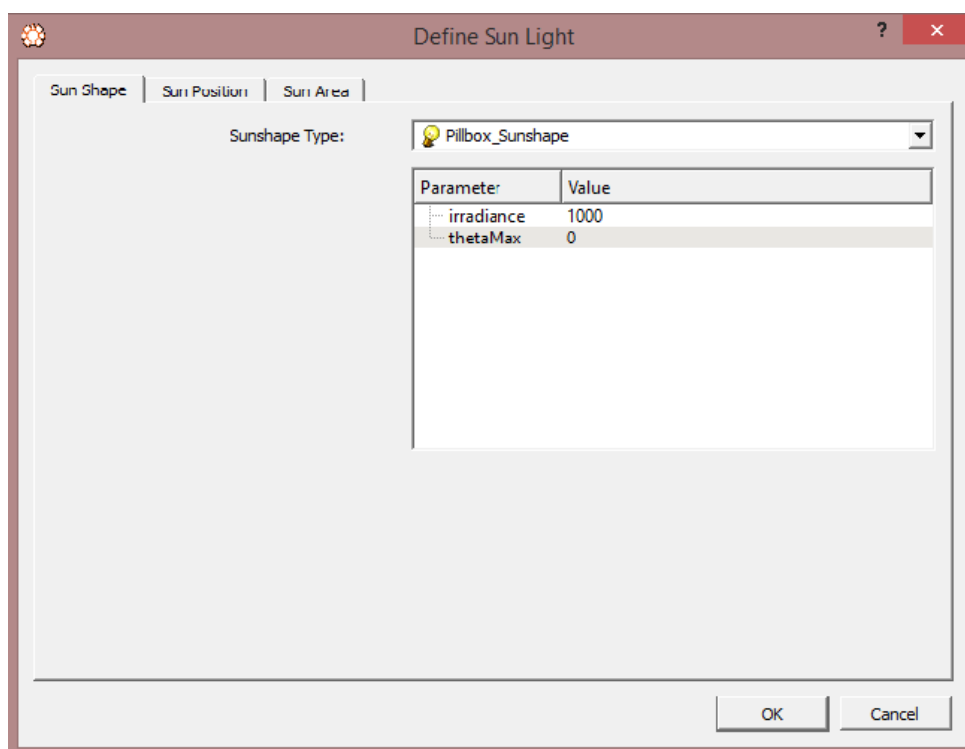 Define Sun Light
?
Sun Shape Sun Position Sun Area
Sunshape Type: Pillbox_Sunshape
Parameter Value
irradiance 1000
thetaMax 0
OK Cancel